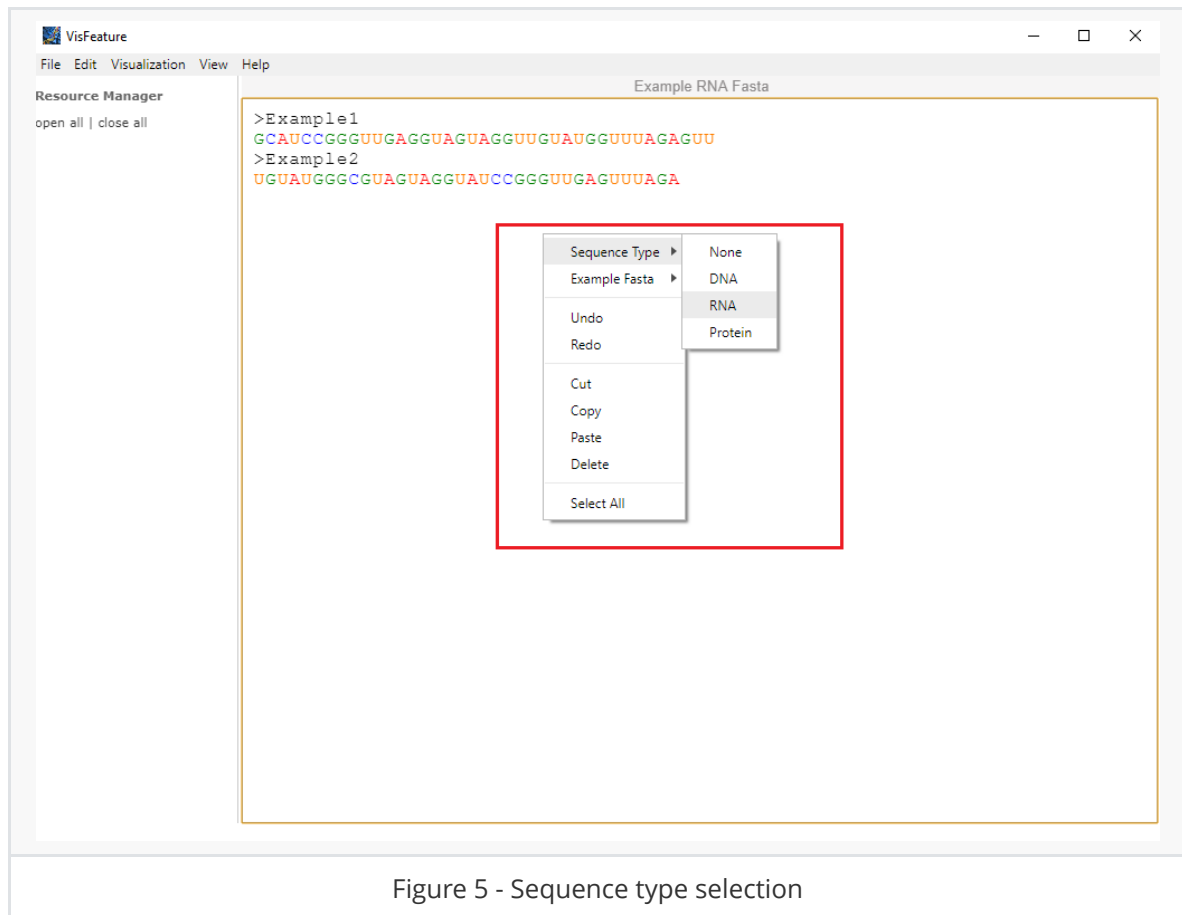 VisFeature
File Edit Visualization View Help
Resource Manager
Example RNA Fasta
open all | close all
>Example1
GCAUCCGGGUUGAGGUAGUAGGUUGUAUGGUUUAGAGUU
>Example2
UGUAUGGGCGUAGUAGGUAUCCGGGUUGAGUUUAGA
Sequence Type
None
Example Fasta
DNA
RNA
Protein
Undo
Redo
Cut
Copy
Paste
Delete
Select All
Figure 5 - Sequence type selection